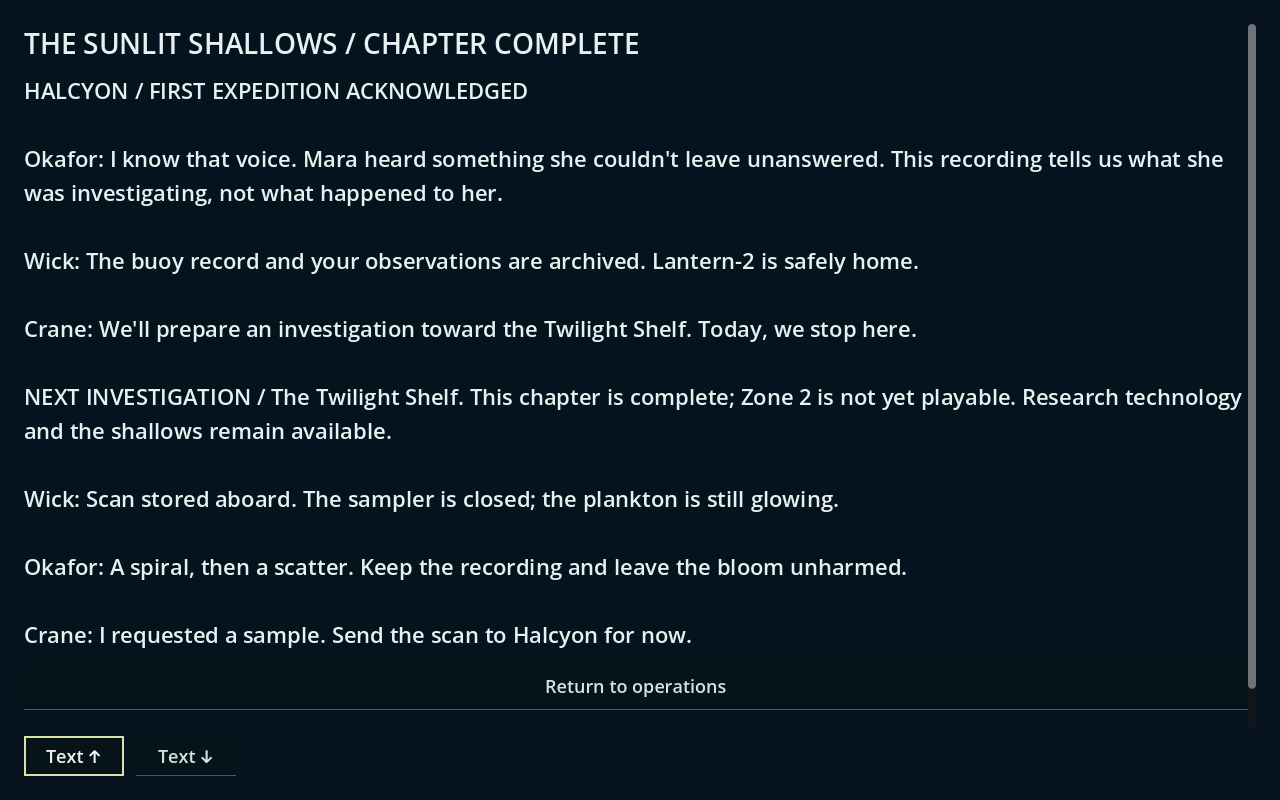 THE SUNLIT SHALLOWS / CHAPTER COMPLETE
HALCYON / FIRST EXPEDITION ACKNOWLEDGED
Okafor: I know that voice. Mara heard something she couldn't leave unanswered. This recording tells us what she
was investigating, not what happened to her.
Wick: The buoy record and your observations are archived. Lantern-2 is safely home.
Crane: We'll prepare an investigation toward the Twilight Shelf. Today, we stop here.
NEXT INVESTIGATION / The Twilight Shelf. This chapter is complete; Zone 2 is not yet playable. Research technology
and the shallows remain available.
Wick: Scan stored aboard. The sampler is closed; the plankton is still glowing.
Okafor: A spiral, then a scatter. Keep the recording and leave the bloom unharmed.
Crane: I requested a sample. Send the scan to Halcyon for now.
Return to operations
Text ↑
Text ↓